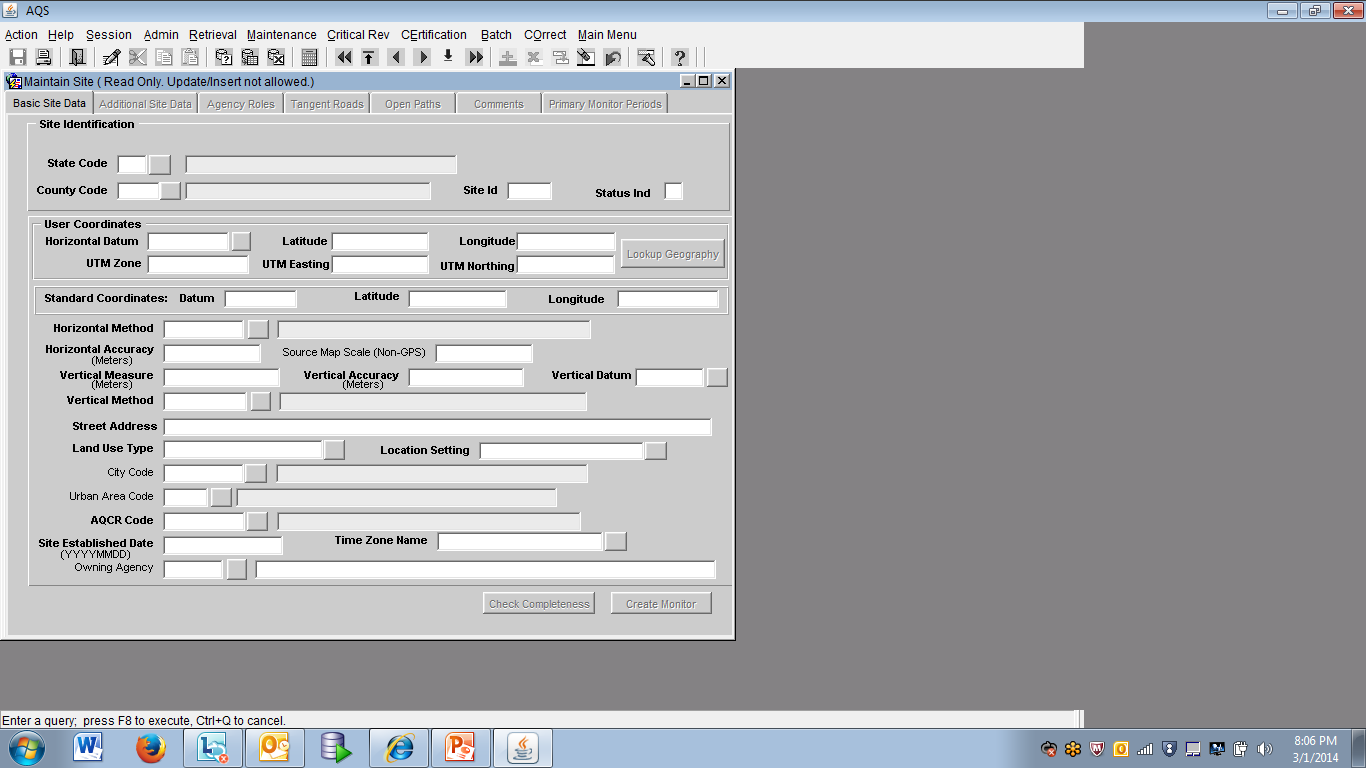 AQS
Action Help Session Admin Retrieval Maintenance Critical Rev CErtification Batch COrrect Main Menu
Maintain Site ( Read Only. Update/Insert not allowed.)
Basic Site Data Additional Site Data Agency Roles Tangent Roads Open Paths Comments Primary Monitor Periods
Site Identification
State Code
County Code Site Id Status Ind
User Coordinates
Horizontal Datum Latitude Longitude Lookup Geography
UTM Zone UTM Easting UTM Northing
Standard Coordinates: Datum Latitude Longitude
Horizontal Method
Horizontal Accuracy Source Map Scale (Non-GPS)
(Meters)
Vertical Measure Vertical Accuracy Vertical Datum
(Meters) (Meters)
Vertical Method
Street Address
Land Use Type Location Setting
City Code
Urban Area Code
AQCR Code
Site Established Date Time Zone Name
(YYYYMMDD)
Owning Agency
Check Completeness Create Monitor
Enter a query; press F8 to execute, Ctrl+Q to cancel.
8:06 PM
3/1/2014